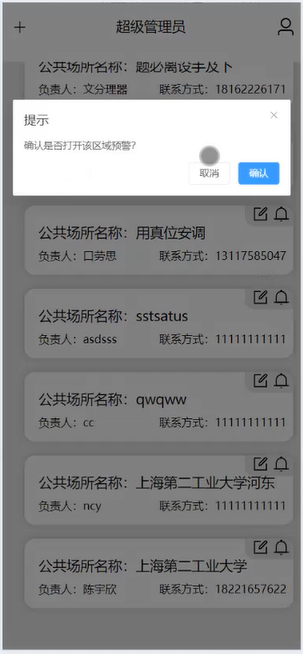 超级管理员
公共场所名称：题必离设手及下
负责人：文分理器 联系方式：18162226171
提示
确认是否打开该区域预警?
取消 确认
公共场所名称：用真位安调
负责人：口劳思 联系方式：13117585047
公共场所名称：sstsatus
负责人：asdsss 联系方式：11111111111
公共场所名称：qwqww
负责人：cc 联系方式：11111111111
公共场所名称：上海第二工业大学河东
负责人：ncy 联系方式：11111111111
公共场所名称：上海第二工业大学
负责人：陈宇欣 联系方式：18221657622